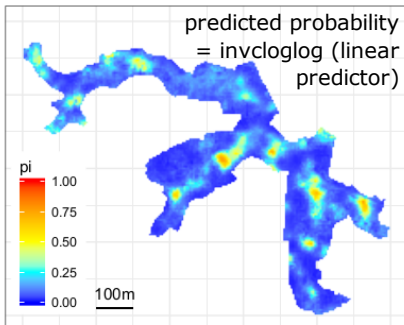 predicted probability
= invcloglog (linear
predictor)
pi
1.00
0.75
0.50
0.25
0.00
100m